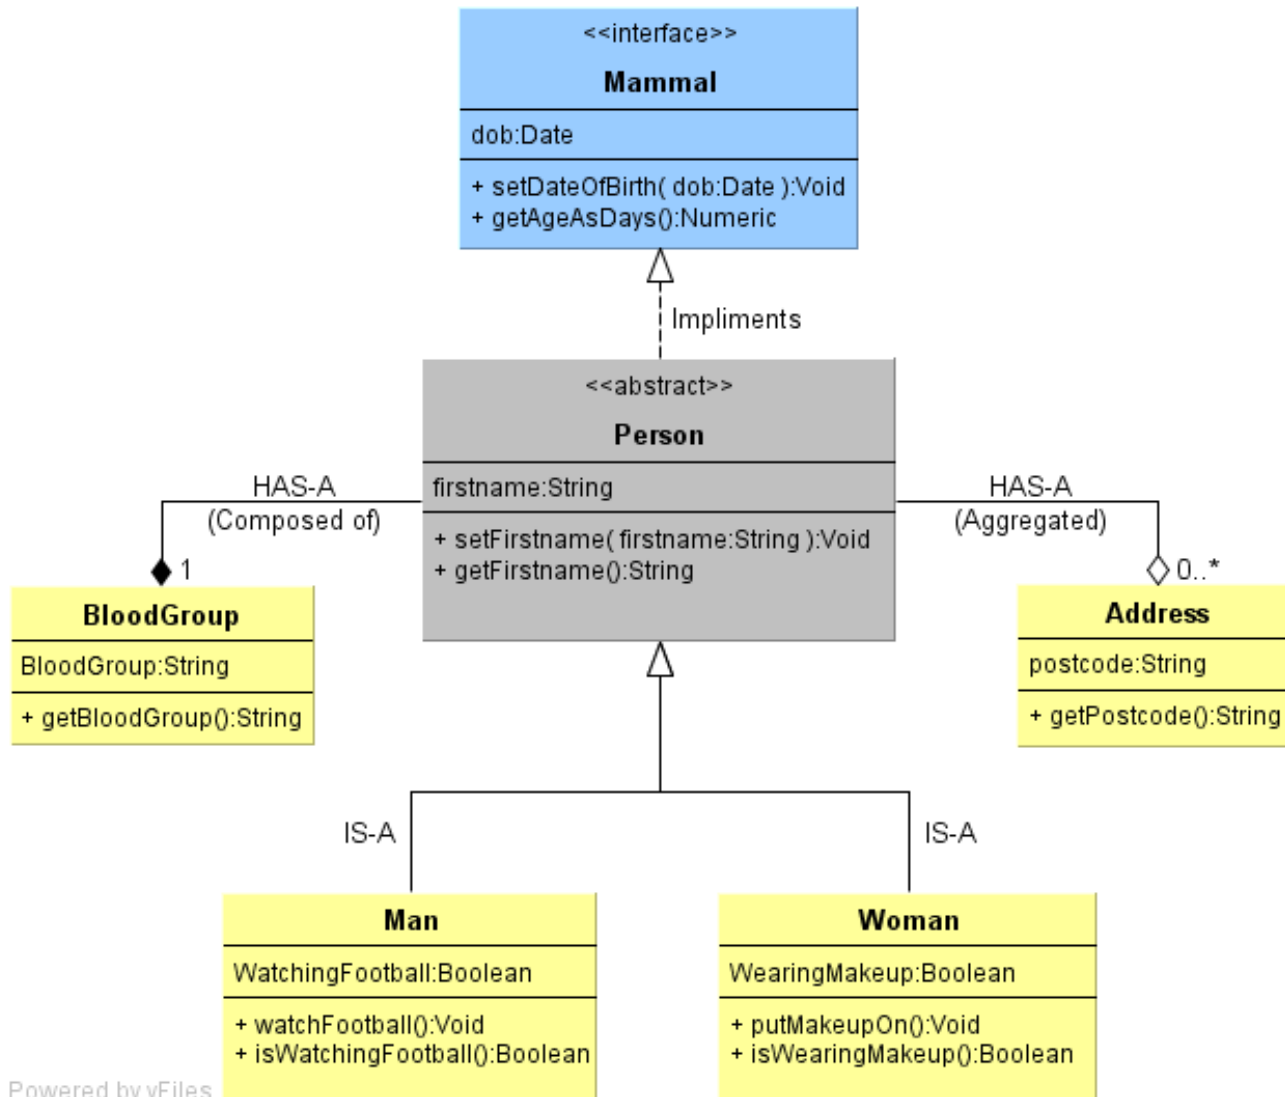 <<interface>>
Mammal
dob:Date
+ setDateOfBirth( dob:Date ):Void
+ getAgeAsDays():Numeric
Impliments
<<abstract>>
Person
firstname:String
+ setFirstname( firstname:String ):Void
+ getFirstname():String
HAS-A
(Composed of)
1
HAS-A
(Aggregated)
0..*
BloodGroup
BloodGroup:String
+ getBloodGroup():String
Address
postcode:String
+ getPostcode():String
IS-A
IS-A
Man
WatchingFootball:Boolean
+ watchFootball():Void
+ isWatchingFootball():Boolean
Woman
WearingMakeup:Boolean
+ putMakeupOn():Void
+ isWearingMakeup():Boolean
Powered by yFiles